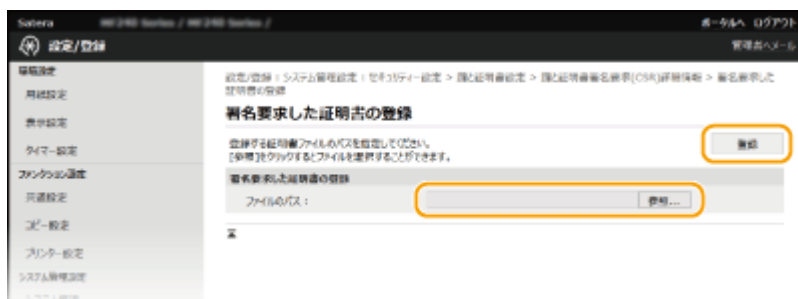 Satera MF240 Series / MF240 Series / ポータルへ ログアウト
設定/登録 管理者へメール
環境設定
用紙設定
表示設定
タイマー設定
ファンクション設定
共通設定
コピー設定
プリンター設定
システム管理設定
設定/登録 : システム管理設定 : セキュリティー設定 > 鍵と証明書設定 > 鍵と証明書署名要求(CSR)詳細情報 > 署名要求した
証明書の登録
署名要求した証明書の登録
登録する証明書ファイルのパスを指定してください。
[参照]をクリックするとファイルを選択することができます。
登録
署名要求した証明書の登録
ファイルのパス :
参照...